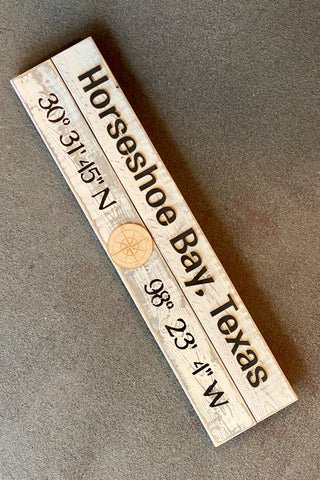 Horseshoe Bay, Texas
30° 31' 45" N 98° 23' 4" W